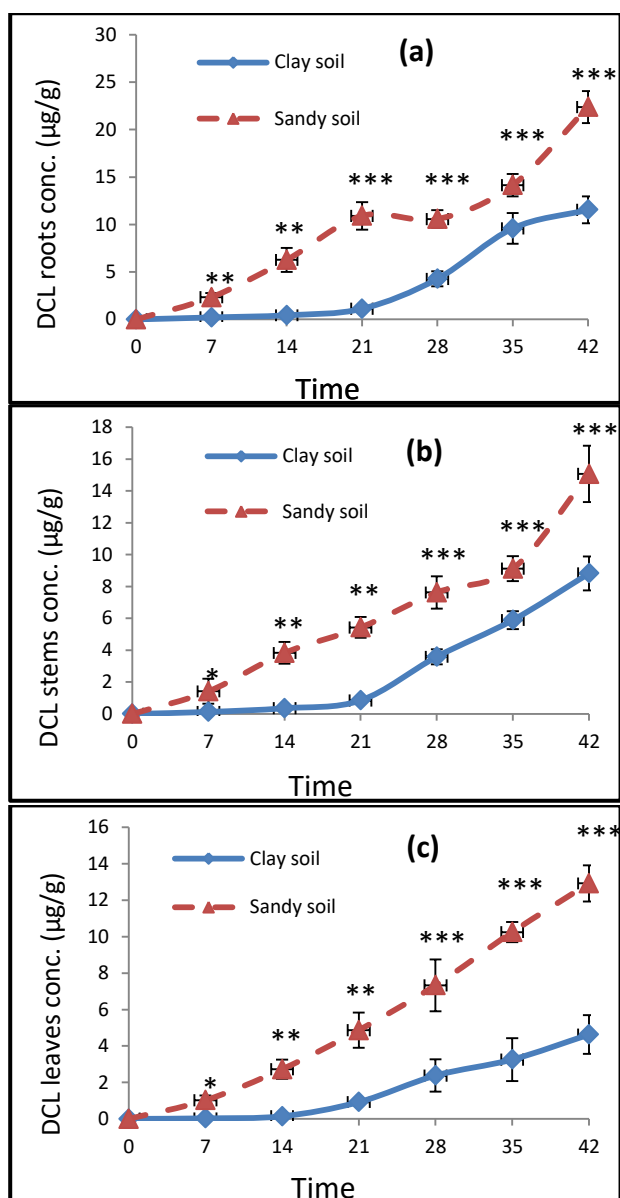 (a)
Clay soil
Sandy soil
DCL roots conc. (µg/g)
30
25
20
15
10
5
0
** ** *** *** *** ***
0 7 14 21 28 35 42
Time
(b)
Clay soil
Sandy soil
DCL stems conc. (µg/g)
18
16
14
12
10
8
6
4
2
0
* ** ** *** *** ***
0 7 14 21 28 35 42
Time
(c)
Clay soil
Sandy soil
DCL leaves conc. (µg/g)
16
14
12
10
8
6
4
2
0
* ** ** *** *** ***
0 7 14 21 28 35 42
Time